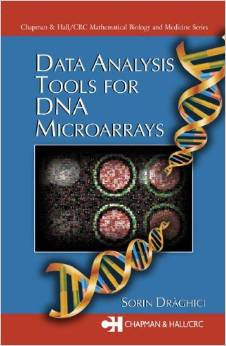 Chapman & Hall/CRC Mathematical Biology and Medicine Series
DATA ANALYSIS
TOOLS FOR
DNA
MICROARRAYS
SORIN DRĂGHICI
CHAPMAN & HALL/CRC